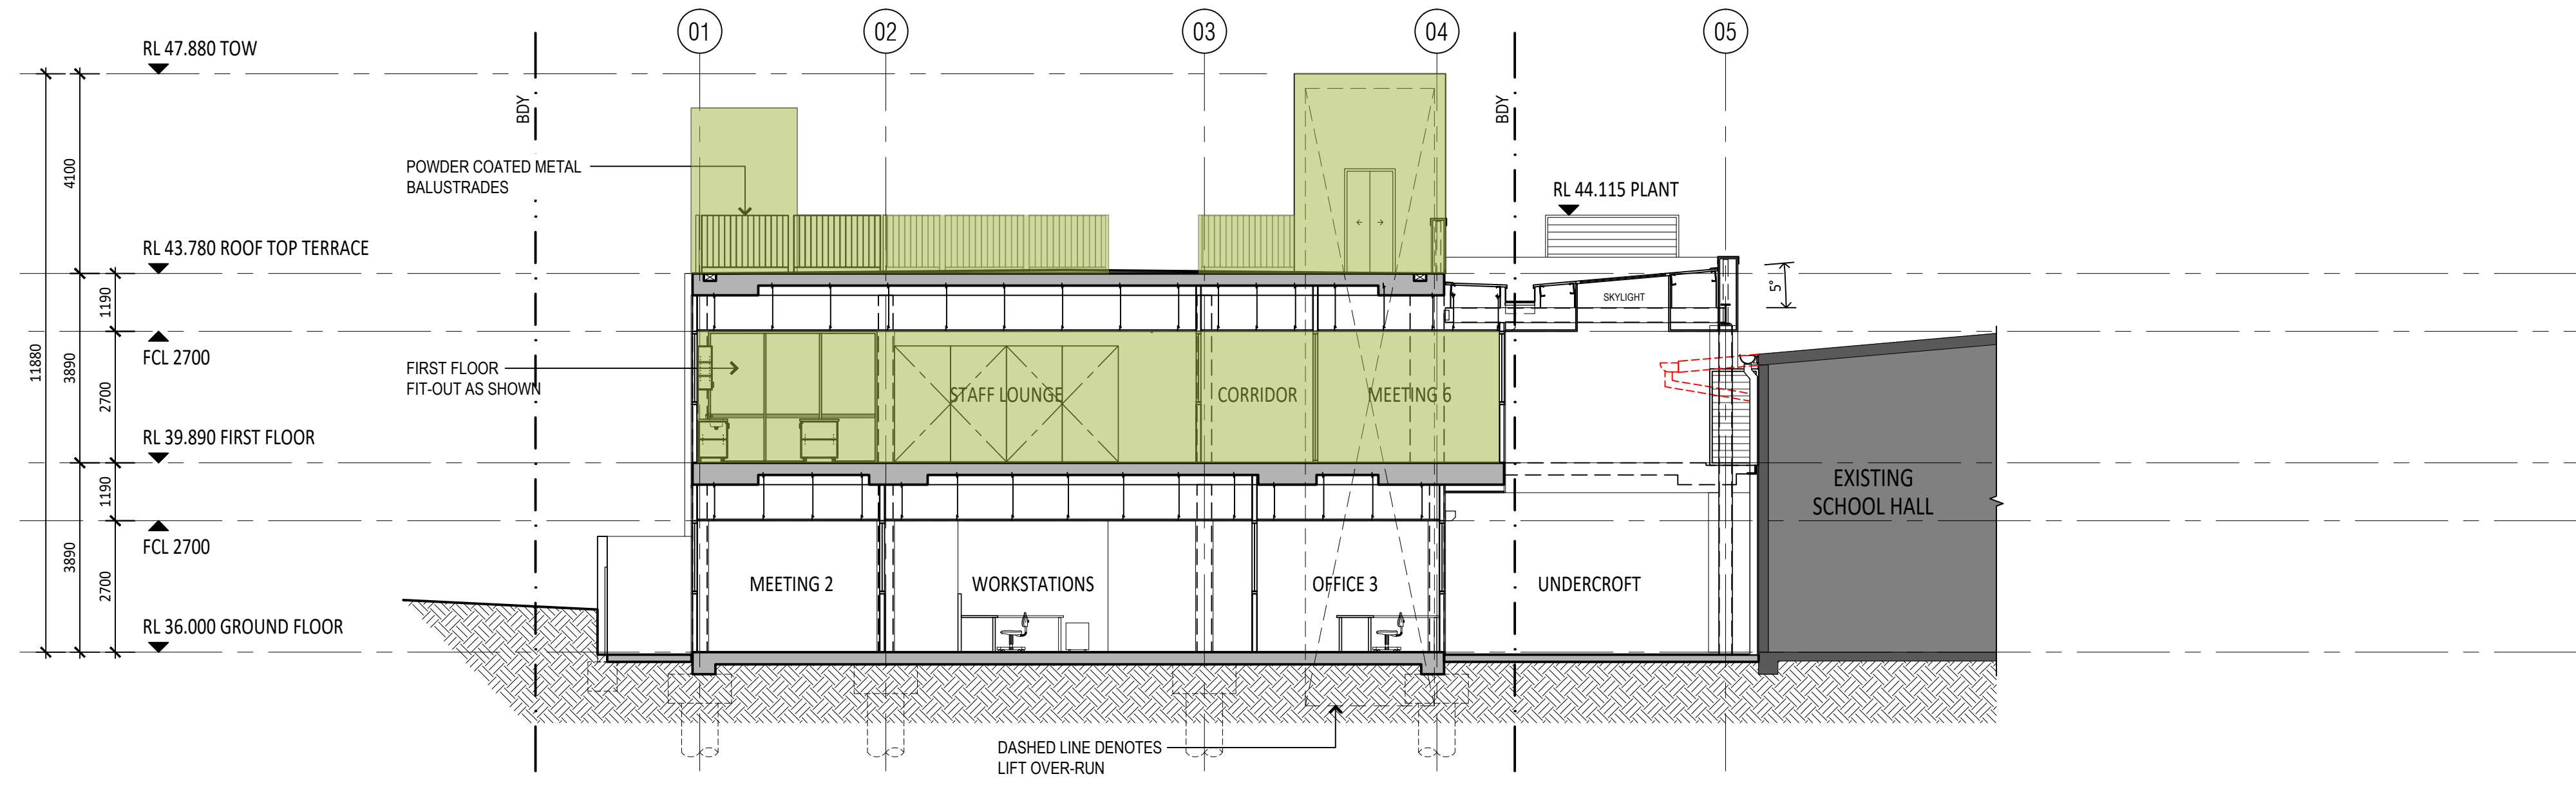 01
02
03
04
05
RL 47.880 TOW
BDY
BDY
4100
POWDER COATED METAL
BALUSTRADES
RL 44.115 PLANT
RL 43.780 ROOF TOP TERRACE
1190
5°
SKYLIGHT
FCL 2700
11880
3890
2700
FIRST FLOOR
FIT-OUT AS SHOWN
STAFF LOUNGE
CORRIDOR
MEETING 6
RL 39.890 FIRST FLOOR
1190
EXISTING
SCHOOL HALL
FCL 2700
3890
2700
MEETING 2
WORKSTATIONS
OFFICE 3
UNDERCROFT
RL 36.000 GROUND FLOOR
DASHED LINE DENOTES
LIFT OVER-RUN